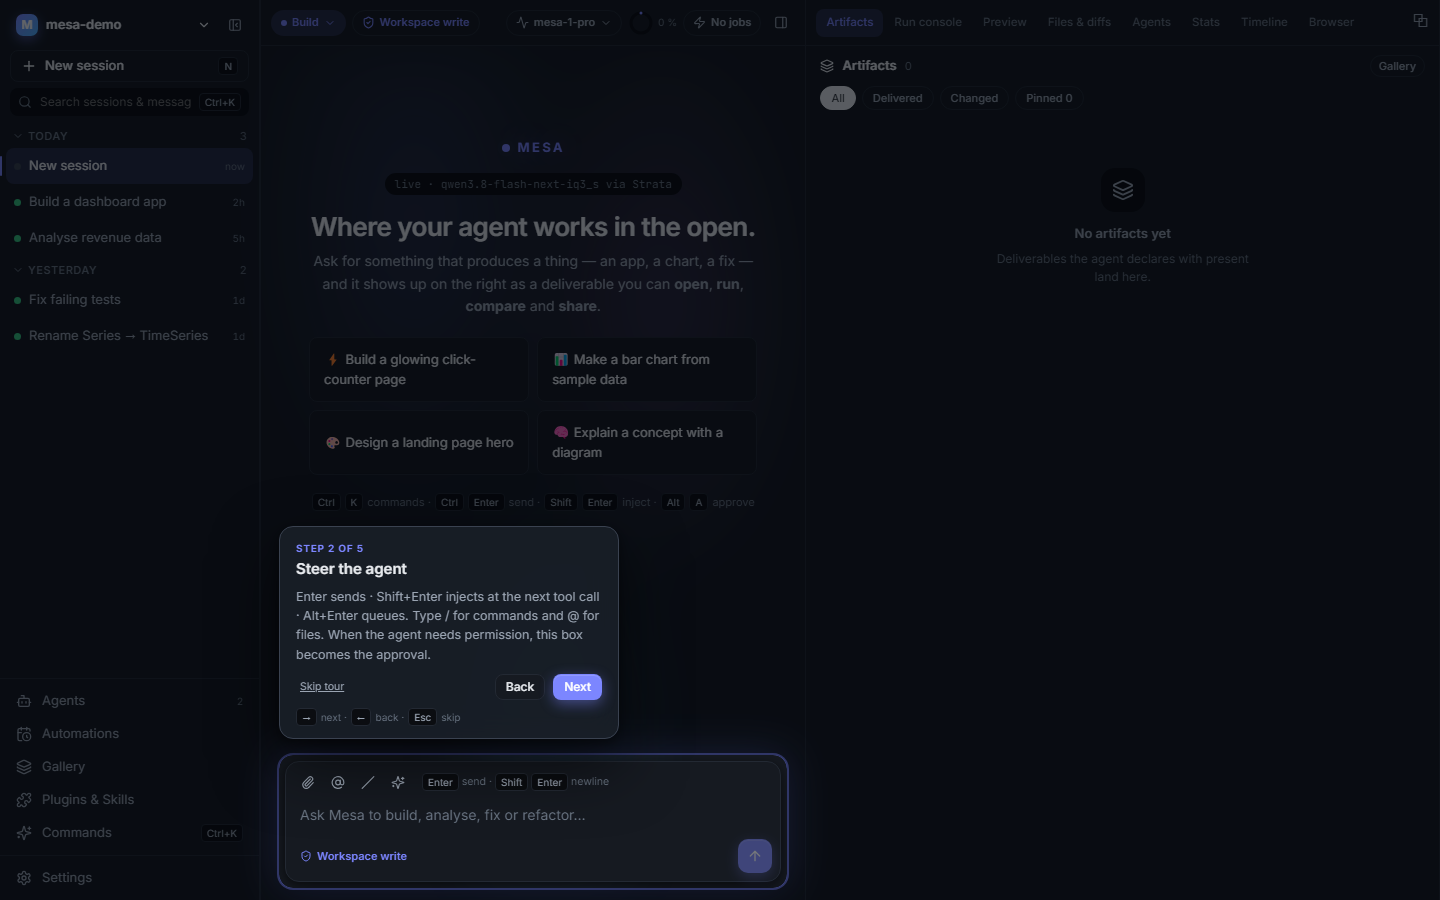 M mesa-demo
New session N
Search sessions & messag Ctrl+K
TODAY 3
New session now
Build a dashboard app 2h
Analyse revenue data 5h
YESTERDAY 2
Fix failing tests 1d
Rename Series → TimeSeries 1d
Agents 2
Automations
Gallery
Plugins & Skills
Commands Ctrl+K
Settings
Build Workspace write mesa-1-pro 0 % No jobs
MESA
live · qwen3.8-flash-next-iq3_s via Strata
Where your agent works in the open.
Ask for something that produces a thing — an app, a chart, a fix —
and it shows up on the right as a deliverable you can open, run,
compare and share.
Build a glowing click-
counter page
Make a bar chart from
sample data
Design a landing page hero
Explain a concept with a
diagram
Ctrl K commands · Ctrl Enter send · Shift Enter inject · Alt A approve
STEP 2 OF 5
Steer the agent
Enter sends · Shift+Enter injects at the next tool call
· Alt+Enter queues. Type / for commands and @ for
files. When the agent needs permission, this box
becomes the approval.
Skip tour Back Next
→ next · ← back · Esc skip
Enter send · Shift Enter newline
Ask Mesa to build, analyse, fix or refactor...
Workspace write
Artifacts Run console Preview Files & diffs Agents Stats Timeline Browser
Artifacts 0 Gallery
All Delivered Changed Pinned 0
No artifacts yet
Deliverables the agent declares with present
land here.